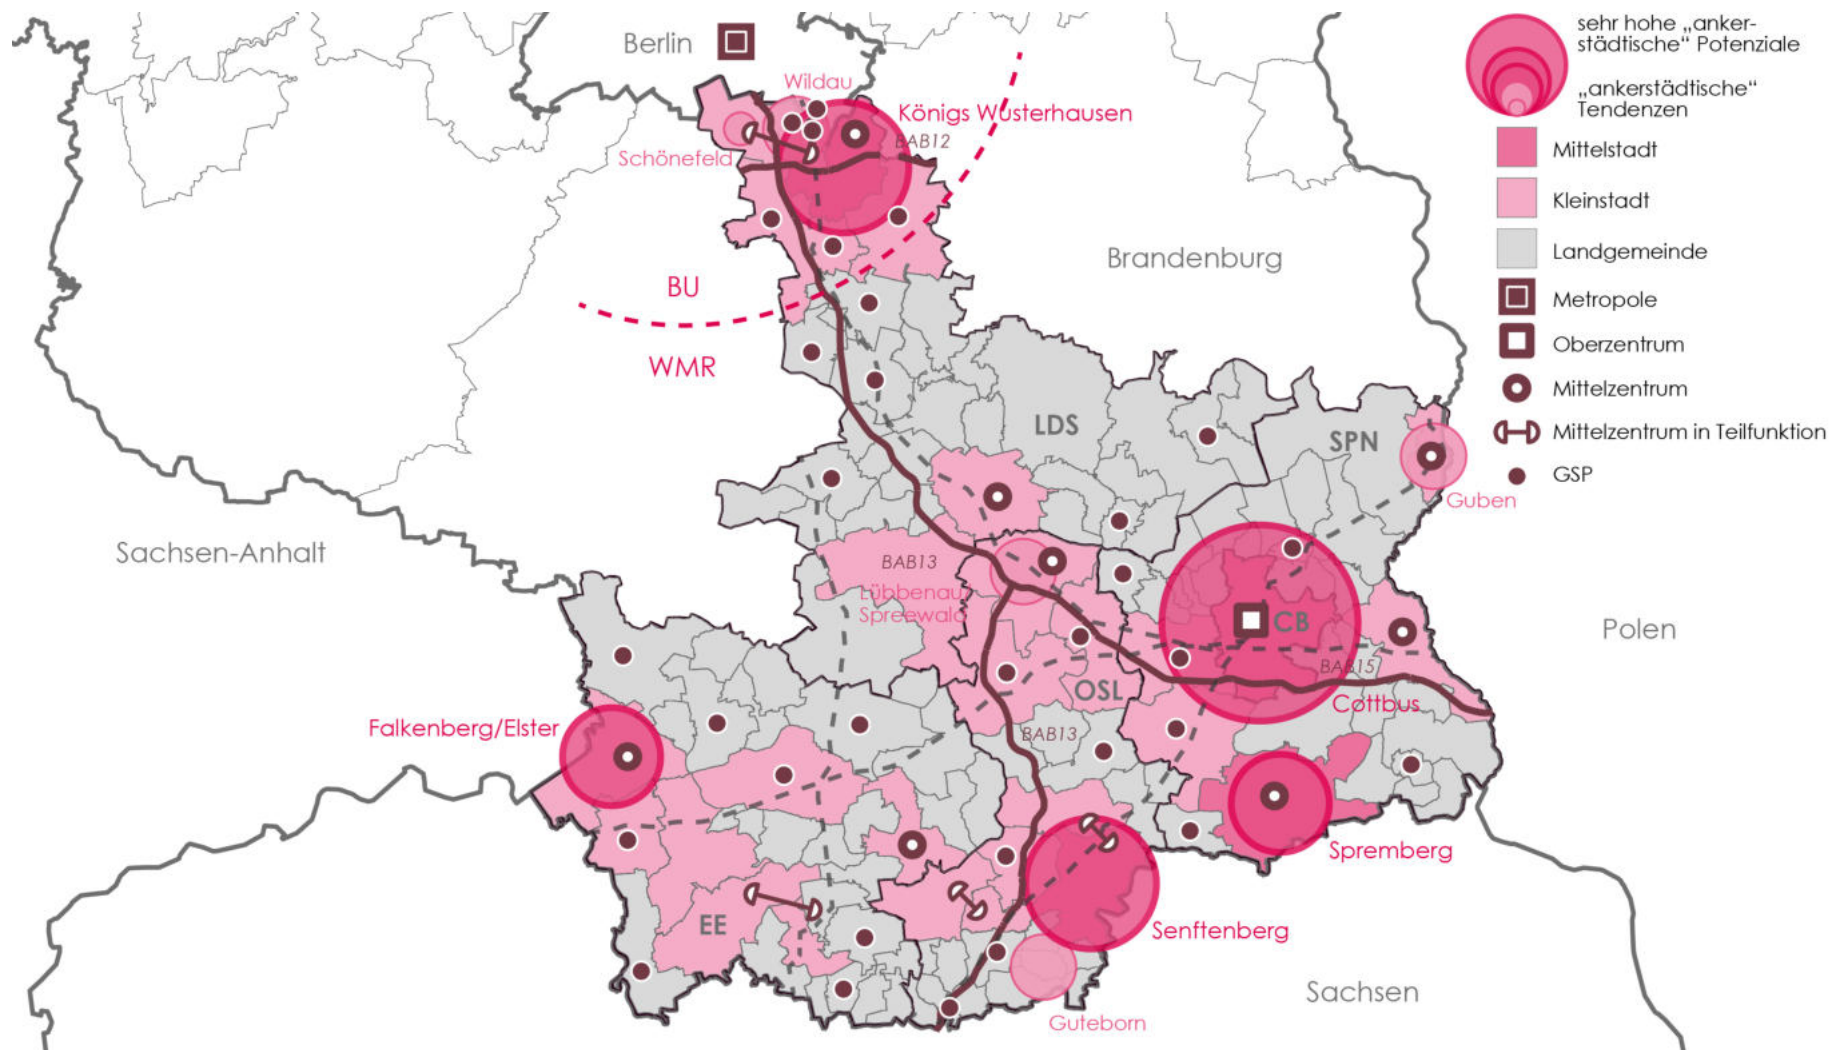 Berlin
Wildau
Königs Wusterhausen
BAB12
Schönefeld
BU
WMR
Brandenburg
LDS
SPN
Guben
Sachsen-Anhalt
BAB13
Lübbenau/
Spreewald
CB
Polen
BAB15
OSL
Cottbus
Falkenberg/Elster
BAB13
Spremberg
EE
Senftenberg
Sachsen
Guteborn
sehr hohe „anker-
städtische“ Potenziale
„ankerstädtische“
Tendenzen
Mittelstadt
Kleinstadt
Landgemeinde
Metropole
Oberzentrum
Mittelzentrum
Mittelzentrum in Teilfunktion
GSP